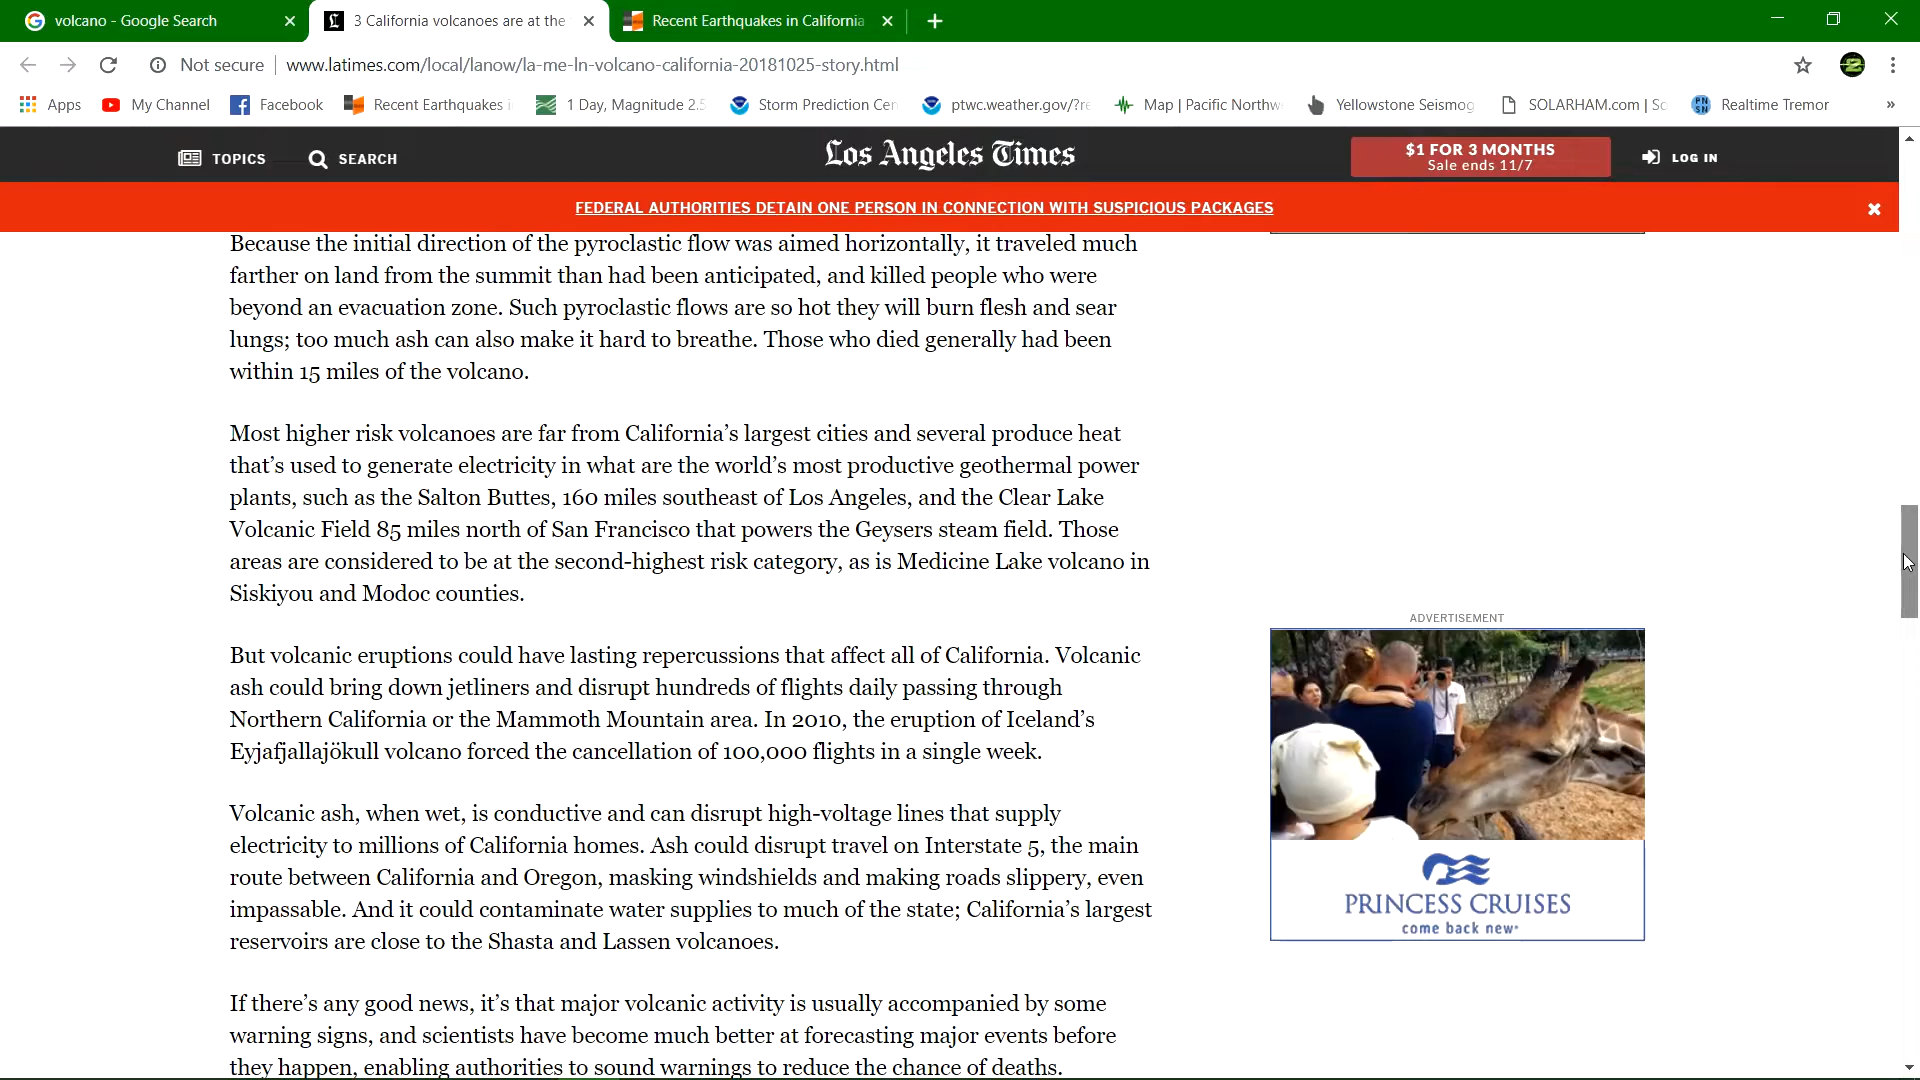 volcano - Google Search
3 California volcanoes are at the
Recent Earthquakes in California
Not secure
www.latimes.com/local/lanow/la-me-ln-volcano-california-20181025-story.html
Apps
My Channel
Facebook
Recent Earthquakes
1 Day, Magnitude 2.5
Storm Prediction Cen
ptwc.weather.gov/?re
Map | Pacific Northw
Yellowstone Seismog
SOLARHAM.com | So
Realtime Tremor
»
TOPICS
SEARCH
Los Angeles Times
$1 FOR 3 MONTHS
Sale ends 11/7
LOG IN
FEDERAL AUTHORITIES DETAIN ONE PERSON IN CONNECTION WITH SUSPICIOUS PACKAGES
Because the initial direction of the pyroclastic flow was aimed horizontally, it traveled much
farther on land from the summit than had been anticipated, and killed people who were
beyond an evacuation zone. Such pyroclastic flows are so hot they will burn flesh and sear
lungs; too much ash can also make it hard to breathe. Those who died generally had been
within 15 miles of the volcano.
Most higher risk volcanoes are far from California’s largest cities and several produce heat
that’s used to generate electricity in what are the world’s most productive geothermal power
plants, such as the Salton Buttes, 160 miles southeast of Los Angeles, and the Clear Lake
Volcanic Field 85 miles north of San Francisco that powers the Geysers steam field. Those
areas are considered to be at the second-highest risk category, as is Medicine Lake volcano in
Siskiyou and Modoc counties.
But volcanic eruptions could have lasting repercussions that affect all of California. Volcanic
ash could bring down jetliners and disrupt hundreds of flights daily passing through
Northern California or the Mammoth Mountain area. In 2010, the eruption of Iceland’s
Eyjafjallajökull volcano forced the cancellation of 100,000 flights in a single week.
Volcanic ash, when wet, is conductive and can disrupt high-voltage lines that supply
electricity to millions of California homes. Ash could disrupt travel on Interstate 5, the main
route between California and Oregon, masking windshields and making roads slippery, even
impassable. And it could contaminate water supplies to much of the state; California’s largest
reservoirs are close to the Shasta and Lassen volcanoes.
If there’s any good news, it’s that major volcanic activity is usually accompanied by some
warning signs, and scientists have become much better at forecasting major events before
they happen, enabling authorities to sound warnings to reduce the chance of deaths.
ADVERTISEMENT
PRINCESS CRUISES
come back new